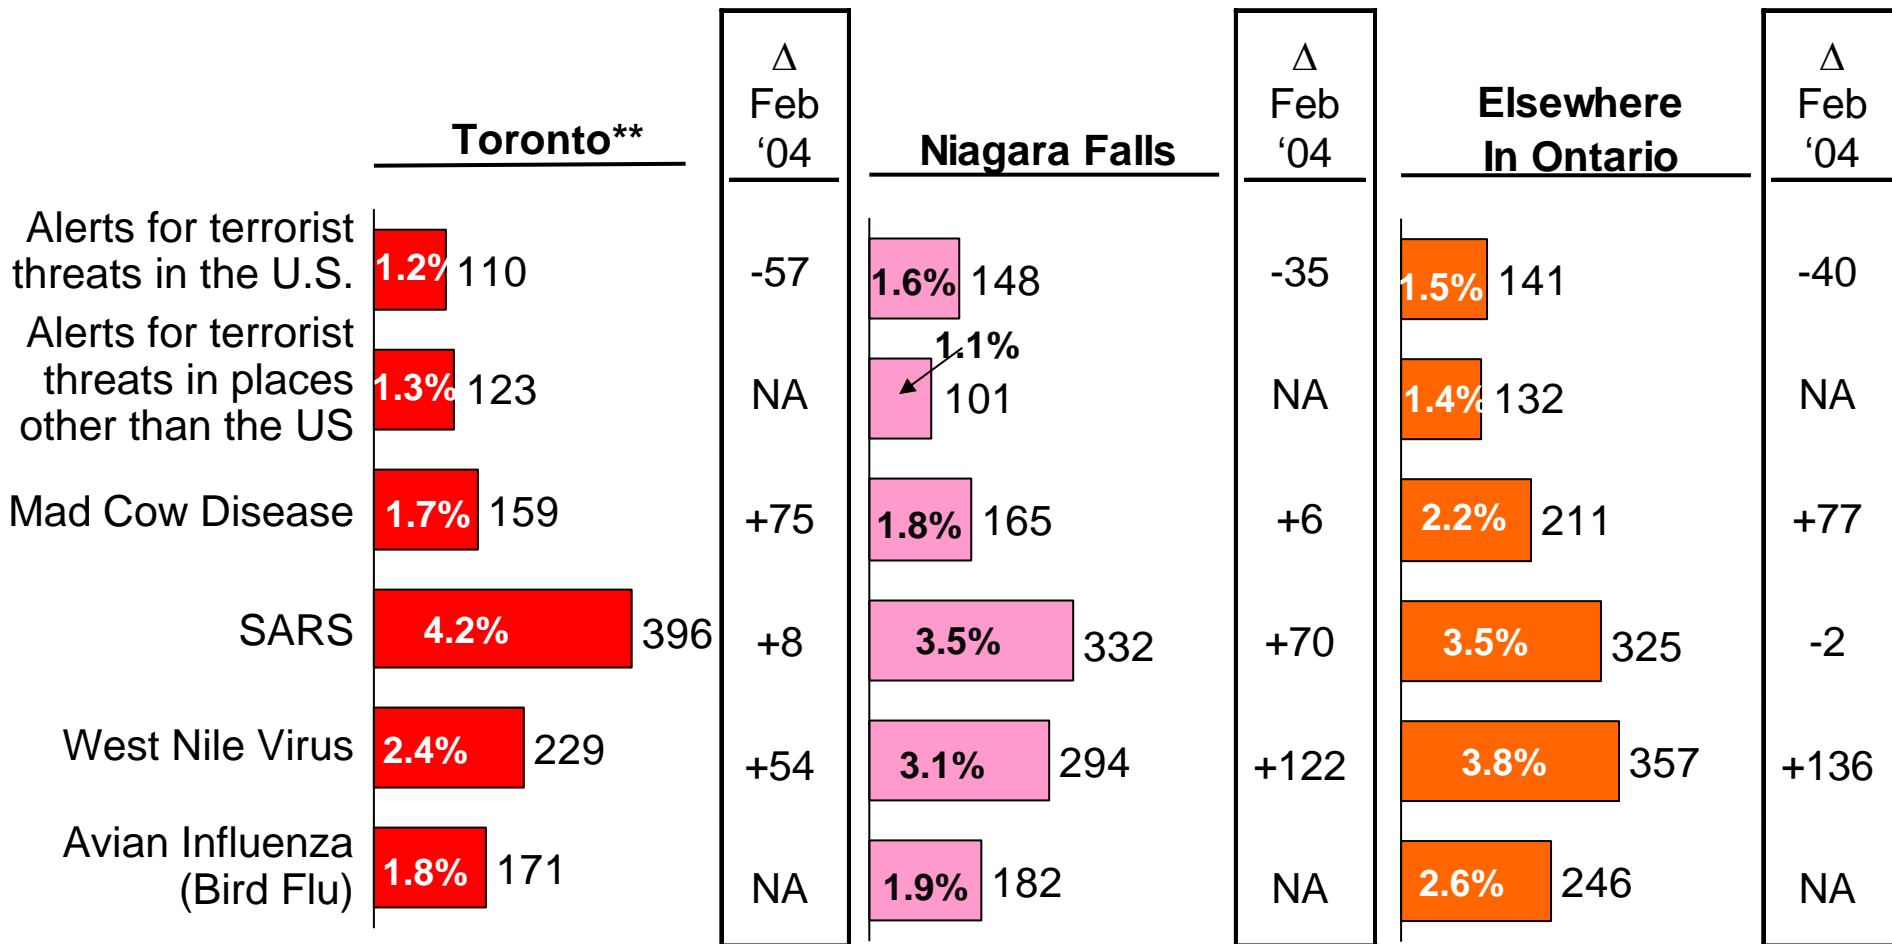 Toronto**
Δ
Feb
‘04
Niagara Falls
Δ
Feb
‘04
Elsewhere
In Ontario
Δ
Feb
‘04
Alerts for terrorist
threats in the U.S.
1.2% 110
-57
1.6% 148
-35
1.5% 141
-40
Alerts for terrorist
threats in places
other than the US
1.3% 123
NA
1.1%
101
NA
1.4% 132
NA
Mad Cow Disease
1.7% 159
+75
1.8% 165
+6
2.2% 211
+77
SARS
4.2% 396
+8
3.5% 332
+70
3.5% 325
-2
West Nile Virus
2.4% 229
+54
3.1% 294
+122
3.8% 357
+136
Avian Influenza
(Bird Flu)
1.8% 171
NA
1.9% 182
NA
2.6% 246
NA